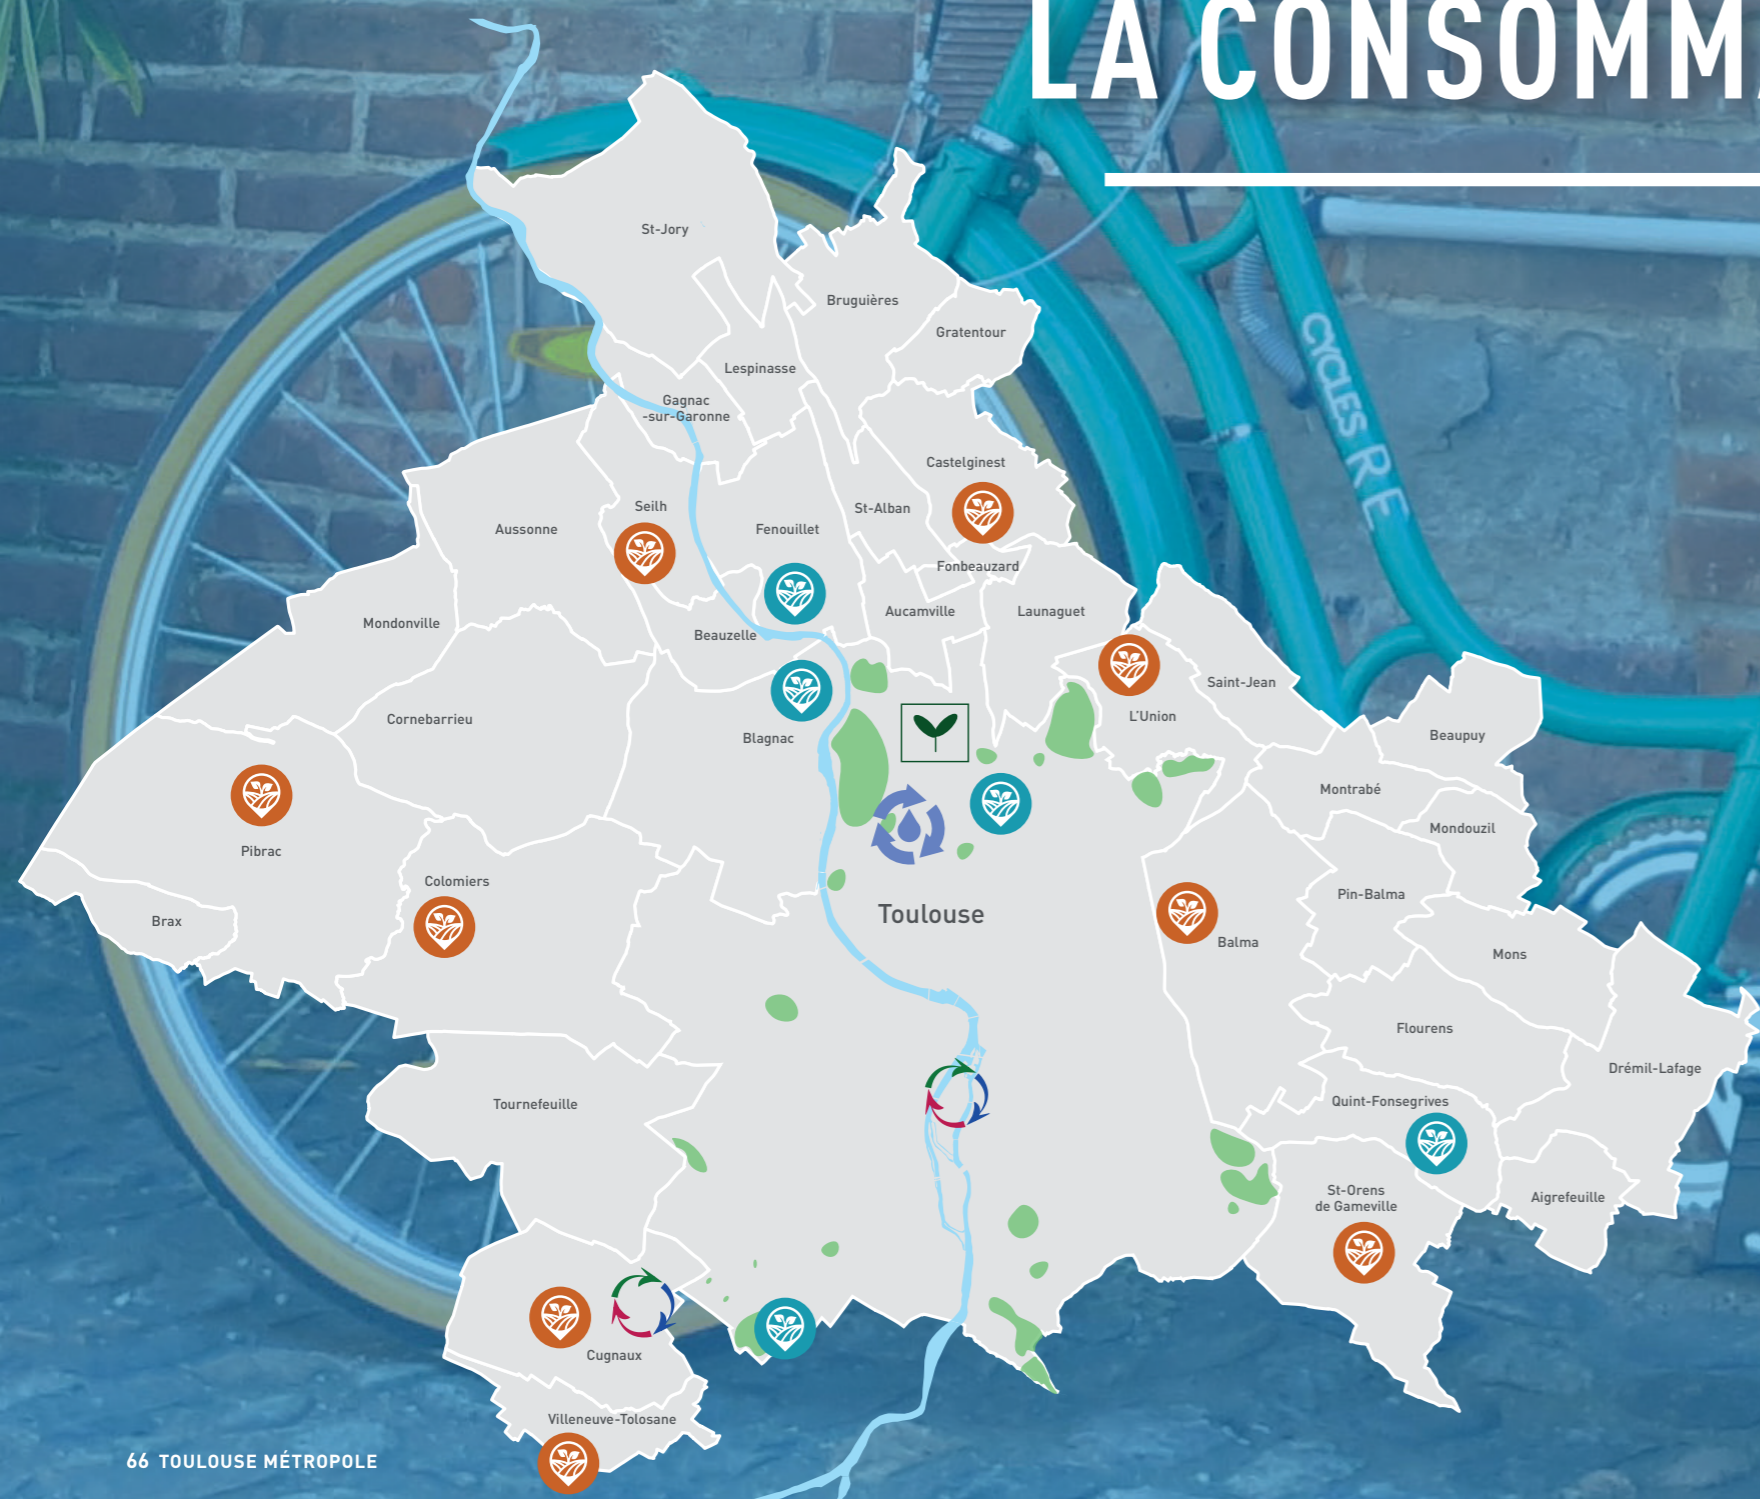 LA CONSOMM
CYCLES RE
St-Jory
Bruguières
Gratentour
Lespinasse
Gagnac
-sur-Garonne
Castelginest
Seilh
St-Alban
Aussonne
Fenouillet
Fonbeauzard
Mondonville
Beauzelle
Aucamville
Launaguet
Saint-Jean
Cornebarrieu
Blagnac
L'Union
Beaupuy
Montrabé
Mondouzil
Pibrac
Colomiers
Pin-Balma
Brax
Toulouse
Balma
Mons
Flourens
Drémil-Lafage
Tournefeuille
Quint-Fonsegrives
St-Orens
de Gameville
Aigrefeuille
Cugnaux
Villeneuve-Tolosane
66 TOULOUSE MÉTROPOLE